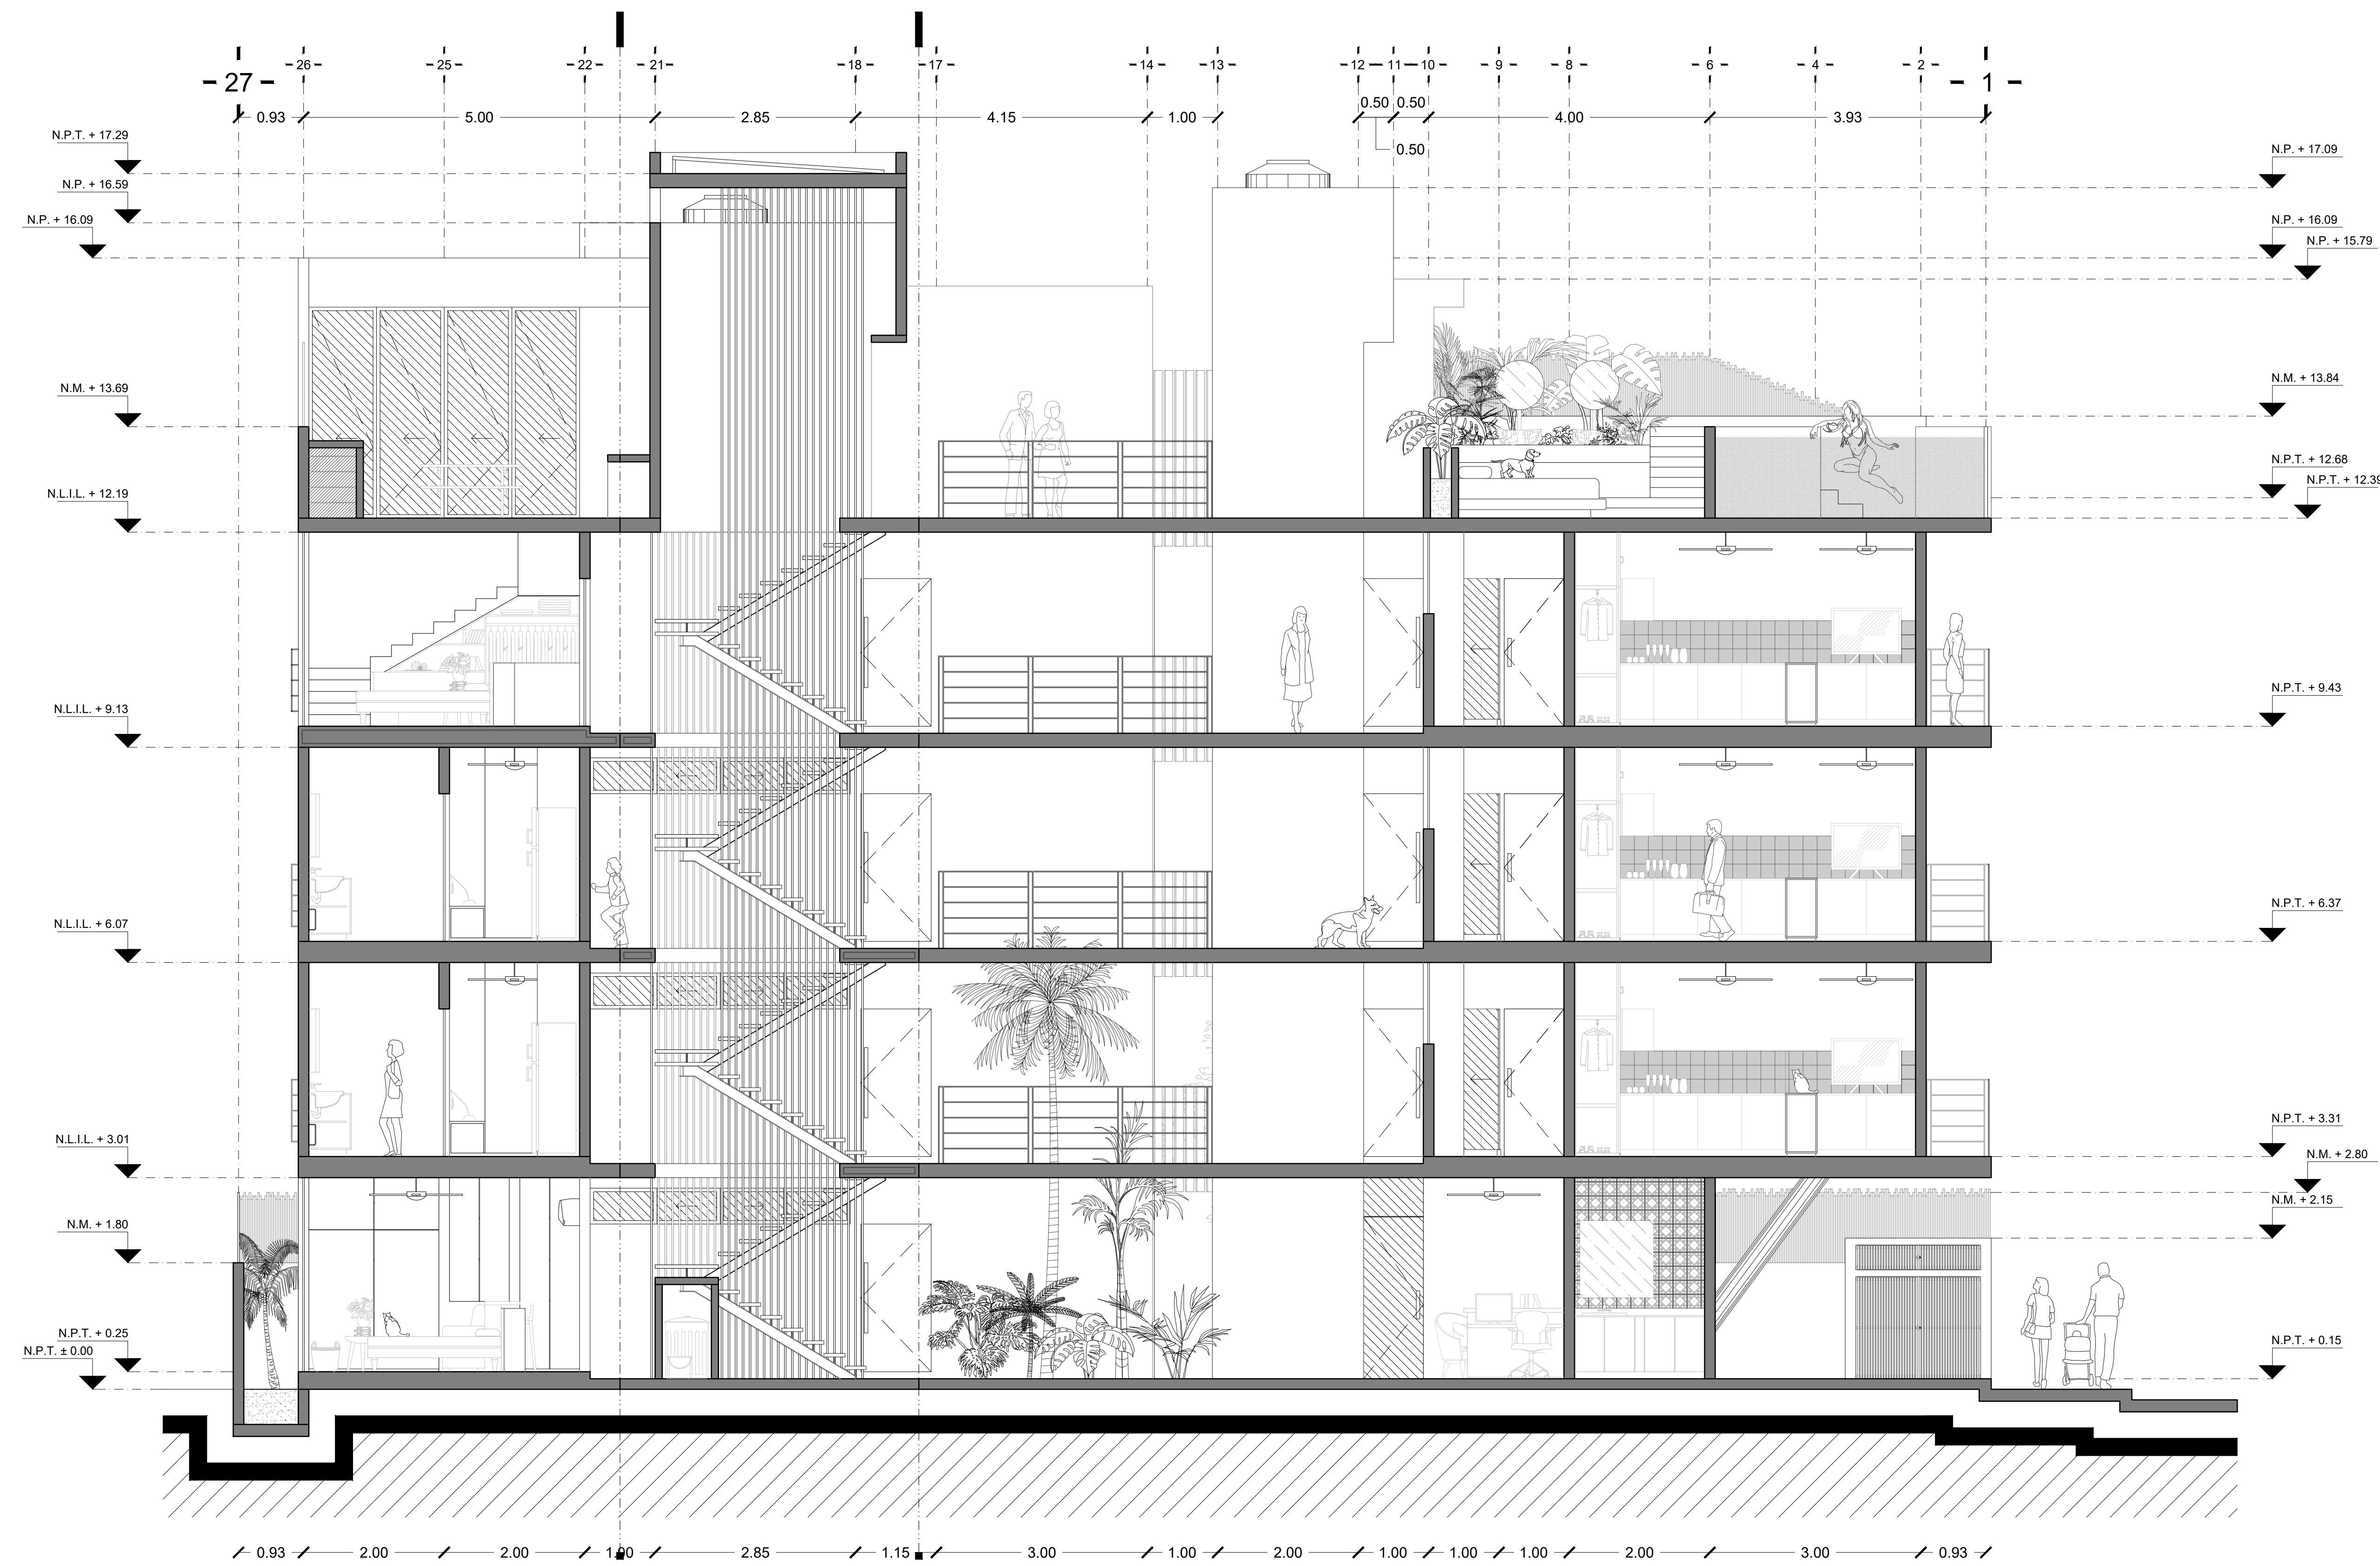 26 25 22 21 18 17 14 13 12 11 10 9 8 6 4 2
27 1
0.50 0.50
0.93 5.00 2.85 4.15 1.00 4.00 3.93
0.50
N.P.T. + 17.29
N.P. + 17.09
N.P. + 16.59
N.P. + 16.09
N.P. + 16.09
N.P. + 15.79
N.M. + 13.69
N.M. + 13.84
N.P.T. + 12.68
N.P.T. + 12.39
N.L.I.L. + 12.19
N.P.T. + 9.43
N.L.I.L. + 9.13
N.P.T. + 6.37
N.L.I.L. + 6.07
N.P.T. + 3.31
N.L.I.L. + 3.01
N.M. + 2.80
N.M. + 2.15
N.M. + 1.80
N.P.T. + 0.25
N.P.T. + 0.15
N.P.T. ± 0.00
0.93 2.00 2.00 1.00 2.85 1.15 3.00 1.00 2.00 1.00 1.00 1.00 2.00 3.00 0.93